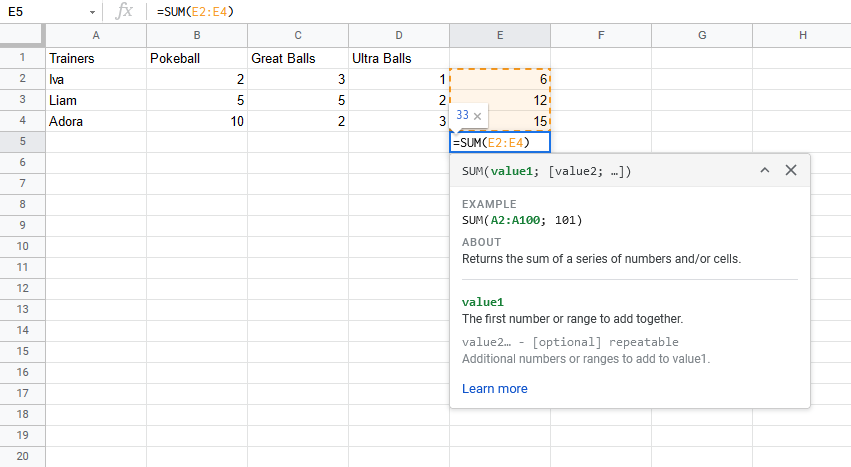 E5 fx =SUM(E2:E4)
A B C D E F G H
1 Trainers Pokeball Great Balls Ultra Balls
2 Iva 2 3 1 6
3 Liam 5 5 2 12
4 Adora 10 2 3 15
33 ×
5 =SUM(E2:E4)
6
SUM(value1; [value2; …])
7
8
EXAMPLE
SUM(A2:A100; 101)
9
ABOUT
10
Returns the sum of a series of numbers and/or cells.
11
12
value1
13
The first number or range to add together.
14
value2… - [optional] repeatable
15
Additional numbers or ranges to add to value1.
16
Learn more
17
18
19
20